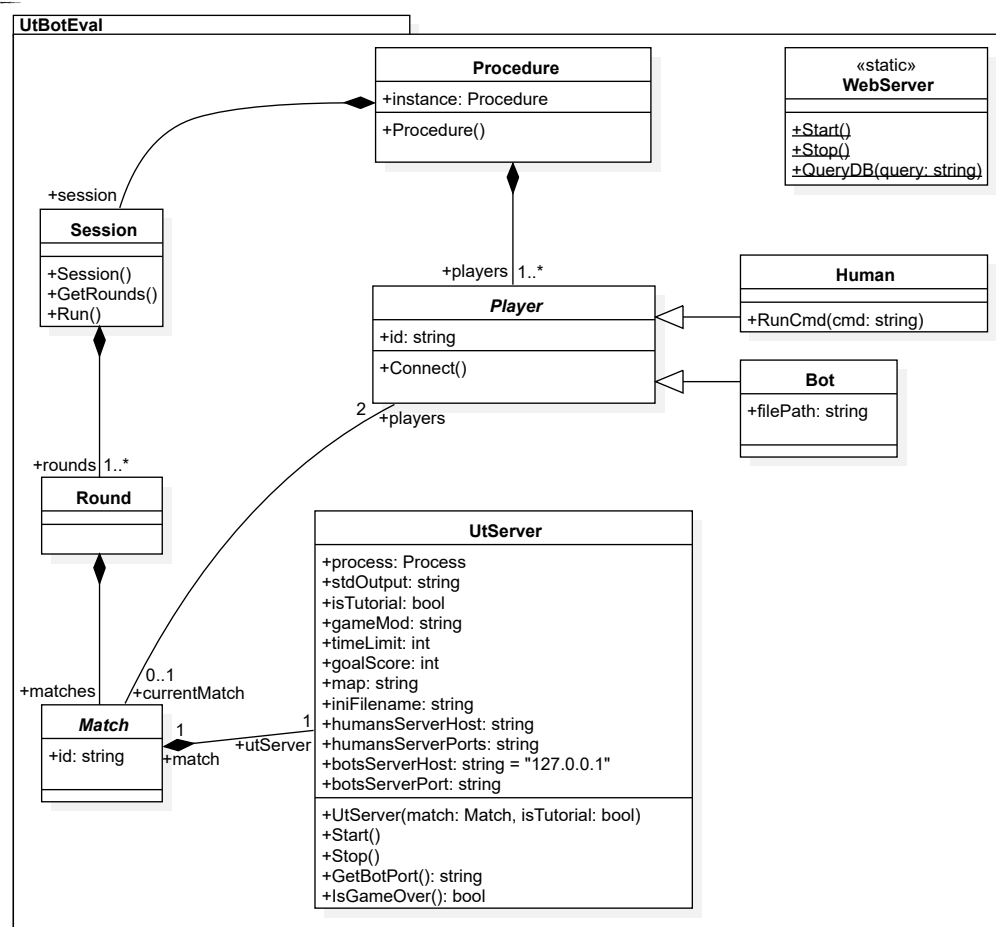 UtBotEval
Procedure
+instance: Procedure
+Procedure()
«static»
WebServer
+Start()
+Stop()
+QueryDB(query: string)
+session
Session
+Session()
+GetRounds()
+Run()
+players 1..*
Player
+id: string
+Connect()
Human
+RunCmd(cmd: string)
Bot
+filePath: string
2
+players
+rounds 1..*
Round
UtServer
+process: Process
+stdOutput: string
+isTutorial: bool
+gameMod: string
+timeLimit: int
+goalScore: int
+map: string
+iniFilename: string
+humansServerHost: string
+humansServerPorts: string
+botsServerHost: string = "127.0.0.1"
+botsServerPort: string
+UtServer(match: Match, isTutorial: bool)
+Start()
+Stop()
+GetBotPort(): string
+IsGameOver(): bool
+matches
0..1
+currentMatch
Match
+id: string
1
+match
1
+utServer